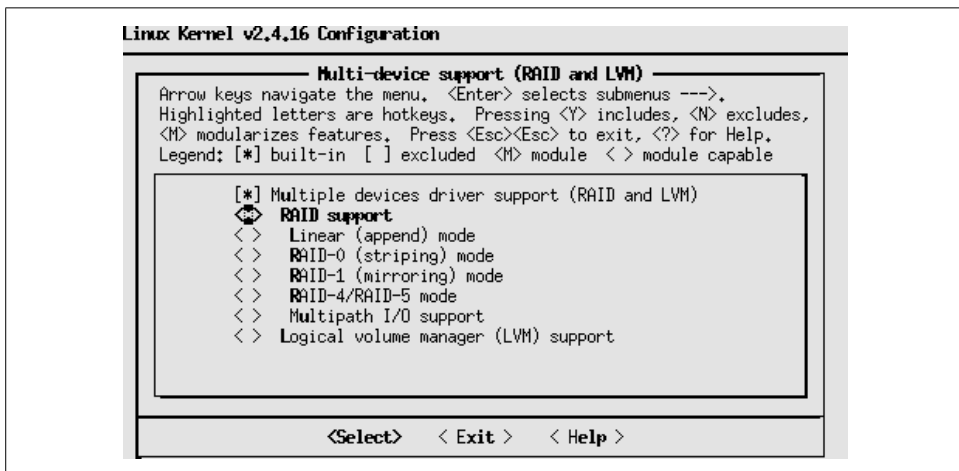 Linux Kernel v2.4.16 Configuration
Multi-device support (RAID and LVM)
Arrow keys navigate the menu. <Enter> selects submenus --->.
Highlighted letters are hotkeys. Pressing <Y> includes, <N> excludes,
<M> modularizes features. Press <Esc><Esc> to exit, <?> for Help.
Legend: [*] built-in [ ] excluded <M> module < > module capable
[*] Multiple devices driver support (RAID and LVM)
<*> RAID support
< > Linear (append) mode
< > RAID-0 (striping) mode
< > RAID-1 (mirroring) mode
< > RAID-4/RAID-5 mode
< > Multipath I/O support
< > Logical volume manager (LVM) support
<Select> < Exit > < Help >